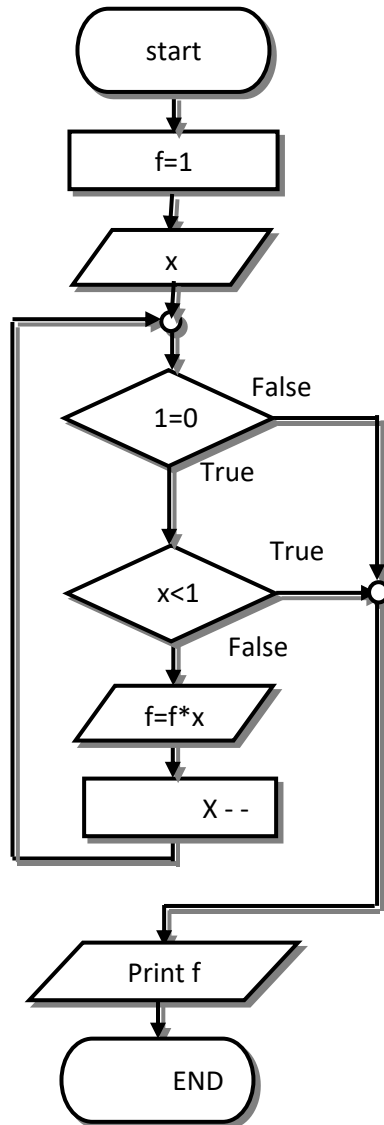 start
f=1
x
1=0
False
True
x<1
True
False
f=f*x
X - -
Print f
END